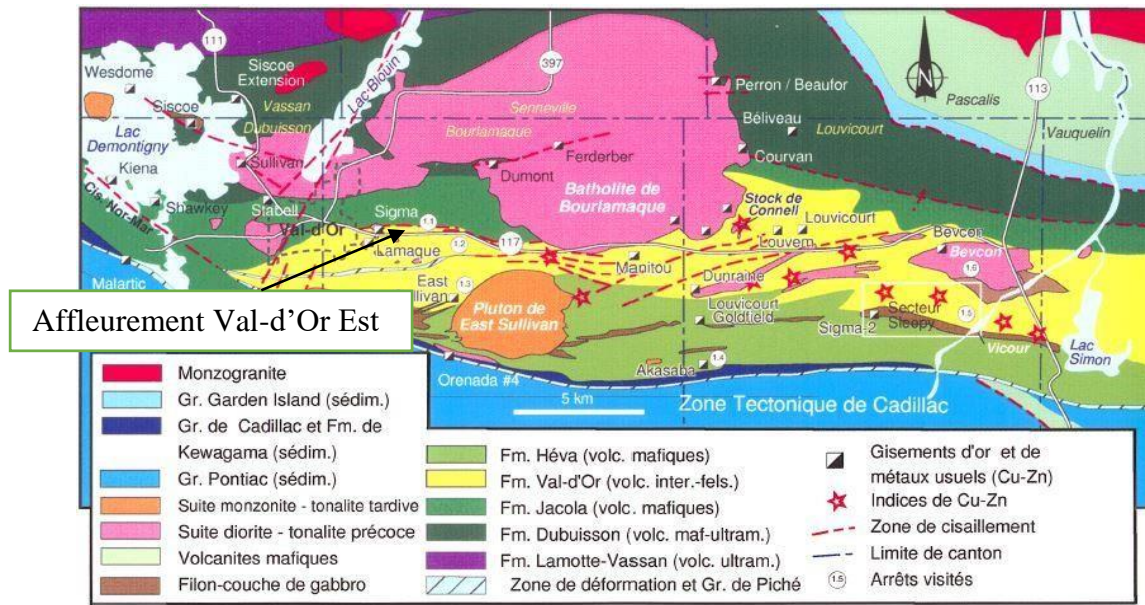 111
397
113
Wesdome
Siscoe
Extension
Siscoe
Vassan
Dubuisson
Lac Blouin
Senneville
Bourlamaque
Perron / Beaufor
Pascalis
N
Béliveau
Louvicourt
Vauquelin
Lac
Demontigny
Kiena
Sullivan
Ferderber
Dumont
Courvan
Batholite de
Bourlamaque
Shawkey
Stabell
Sigma
Stock de
Connell
Louvicourt
Cis. Nor-Mar
Val-d'Or
1.1
Lamaque
1.2
117
Louvem
Bevcon
Bevcon
1.6
Malartic
Manitou
East
Sullivan
1.3
Dunraine
Pluton de
East Sullivan
Louvicourt
Goldfield
Sigma-2
Secteur
Sleepy
1.5
Vicour
Lac
Simon
Affleurement Val-d'Or Est
Akasaba
1.4
Orenada #4
5 km
Zone Tectonique de Cadillac
Monzogranite
Gr. Garden Island (sédim.)
Gr. de Cadillac et Fm. de
Kewagama (sédim.)
Gr. Pontiac (sédim.)
Suite monzonite - tonalite tardive
Suite diorite - tonalite précoce
Volcanites mafiques
Filon-couche de gabbro
Fm. Héva (volc. mafiques)
Fm. Val-d'Or (volc. inter.-fels.)
Fm. Jacola (volc. mafiques)
Fm. Dubuisson (volc. maf-ultram.)
Fm. Lamotte-Vassan (volc. ultram.)
Zone de déformation et Gr. de Piché
Gisements d'or et de
métaux usuels (Cu-Zn)
Indices de Cu-Zn
Zone de cisaillement
Limite de canton
1.5
Arrêts visités